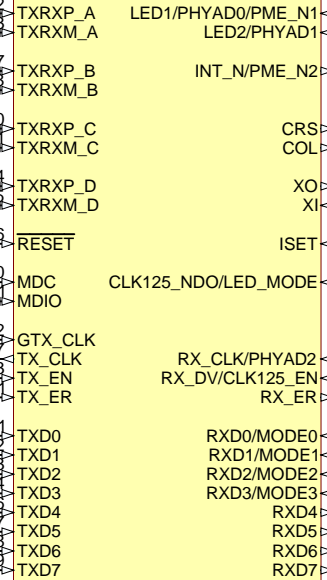 TXRXP_A LED1/PHYAD0/PME_N1
TXRXM_A LED2/PHYAD1
TXRXP_B INT_N/PME_N2
TXRXM_B
TXRXP_C CRS
TXRXM_C COL
TXRXP_D XO
TXRXM_D XI
RESET ISET
MDC CLK125_NDO/LED_MODE
MDIO
GTX_CLK
TX_CLK RX_CLK/PHYAD2
TX_EN RX_DV/CLK125_EN
TX_ER RX_ER
TXD0 RXD0/MODE0
TXD1 RXD1/MODE1
TXD2 RXD2/MODE2
TXD3 RXD3/MODE3
TXD4 RXD4
TXD5 RXD5
TXD6 RXD6
TXD7 RXD7